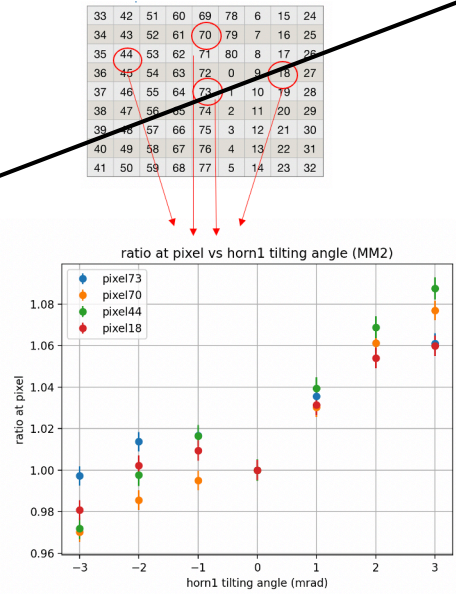 33 42 51 60 69 78 6 15 24
34 43 52 61 70 79 7 16 25
35 44 53 62 71 80 8 17 26
36 45 54 63 72 0 9 18 27
37 46 55 64 73 1 10 19 28
38 47 56 65 74 2 11 20 29
39 48 57 66 75 3 12 21 30
40 49 58 67 76 4 13 22 31
41 50 59 68 77 5 14 23 32
ratio at pixel vs horn1 tilting angle (MM2)
pixel73
pixel70
pixel44
pixel18
ratio at pixel
1.08
1.06
1.04
1.02
1.00
0.98
0.96
−3 −2 −1 0 1 2 3
horn1 tilting angle (mrad)